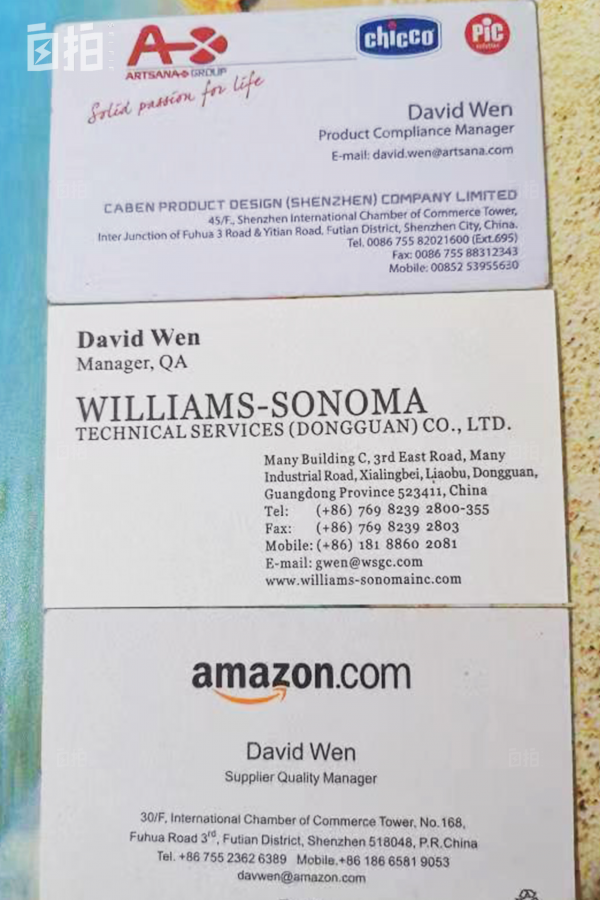 自拍
ARTSANA GROUP
Solid passion for life
chicco
PiC
solution
David Wen
Product Compliance Manager
E-mail: david.wen@artsana.com
CABEN PRODUCT DESIGN (SHENZHEN) COMPANY LIMITED
45/F., Shenzhen International Chamber of Commerce Tower,
Inter Junction of Fuhua 3 Road & Yitian Road, Futian District, Shenzhen City, China.
Tel. 0086 755 82021600 (Ext.695)
Fax: 0086 755 88312343
Mobile: 00852 53955630
David Wen
Manager, QA
WILLIAMS-SONOMA
TECHNICAL SERVICES (DONGGUAN) CO., LTD.
Many Building C, 3rd East Road, Many
Industrial Road, Xialingbei, Liaobu, Dongguan,
Guangdong Province 523411, China
Tel: (+86) 769 8239 2800-355
Fax: (+86) 769 8239 2803
Mobile: (+86) 181 8860 2081
E-mail: gwen@wsgc.com
www.williams-sonomainc.com
amazon.com
David Wen
Supplier Quality Manager
30/F, International Chamber of Commerce Tower, No.168,
Fuhua Road 3rd, Futian District, Shenzhen 518048, P.R.China
Tel. +86 755 2362 6389 Mobile.+86 186 6581 9053
davwen@amazon.com